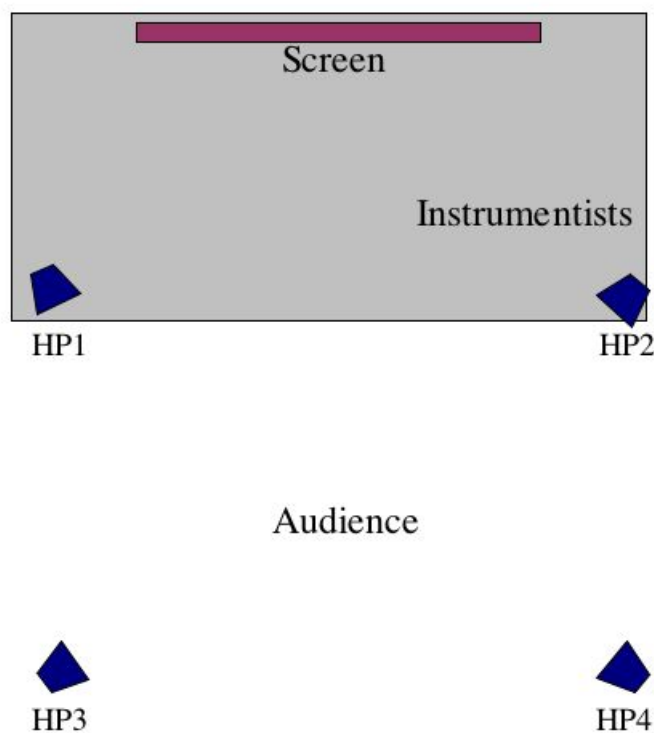 Screen
Instrumentists
HP1
HP2
Audience
HP3
HP4